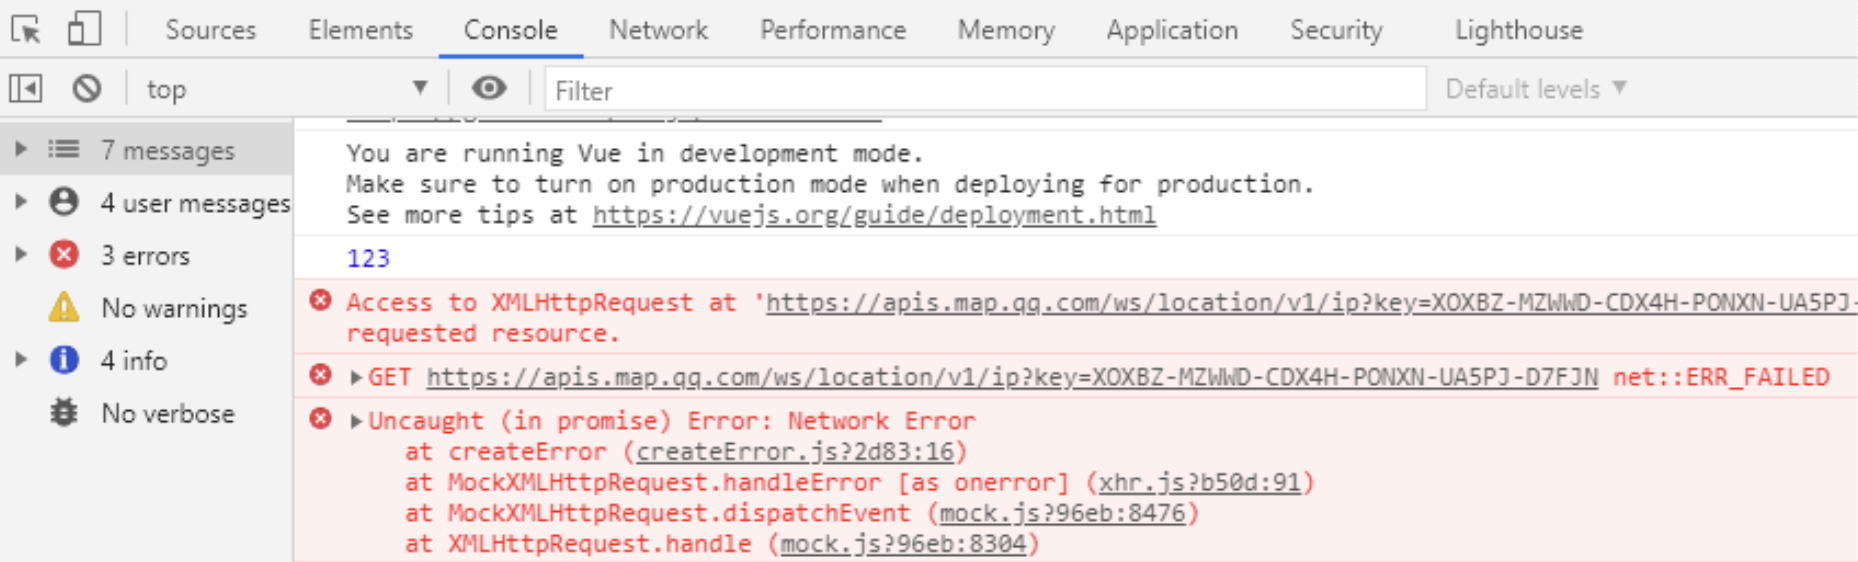 Sources Elements Console Network Performance Memory Application Security Lighthouse
top Filter Default levels
7 messages
4 user messages
3 errors
No warnings
4 info
No verbose
You are running Vue in development mode.
Make sure to turn on production mode when deploying for production.
See more tips at https://vuejs.org/guide/deployment.html
123
Access to XMLHttpRequest at 'https://apis.map.qq.com/ws/location/v1/ip?key=XOXBZ-MZWWD-CDX4H-PONXN-UA5PJ-
requested resource.
GET https://apis.map.qq.com/ws/location/v1/ip?key=XOXBZ-MZWWD-CDX4H-PONXN-UA5PJ-D7FJN net::ERR_FAILED
Uncaught (in promise) Error: Network Error
at createError (createError.js?2d83:16)
at MockXMLHttpRequest.handleError [as onerror] (xhr.js?b50d:91)
at MockXMLHttpRequest.dispatchEvent (mock.js?96eb:8476)
at XMLHttpRequest.handle (mock.js?96eb:8304)